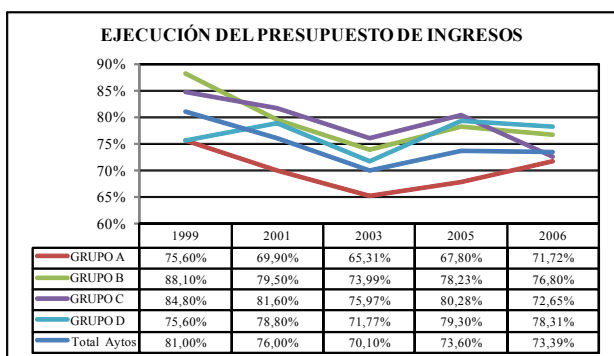 EJECUCIÓN DEL PRESUPUESTO DE INGRESOS
90%
85%
80%
75%
70%
65%
60%
1999 2001 2003 2005 2006
GRUPO A 75,60% 69,90% 65,31% 67,80% 71,72%
GRUPO B 88,10% 79,50% 73,99% 78,23% 76,80%
GRUPO C 84,80% 81,60% 75,97% 80,28% 72,65%
GRUPO D 75,60% 78,80% 71,77% 79,30% 78,31%
Total Aytos 81,00% 76,00% 70,10% 73,60% 73,39%